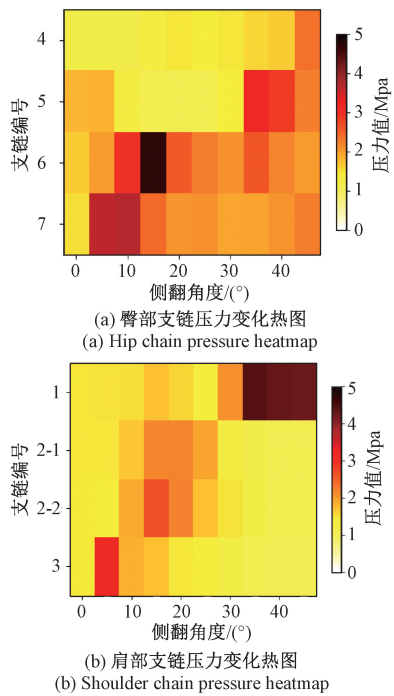 4
5
6
7
支链编号
0 10 20 30 40
侧翻角度/(°)
5
4
3
2
1
0
压力值/Mpa
(a) 臀部支链压力变化热图
(a) Hip chain pressure heatmap
1
2-1
2-2
3
支链编号
0 10 20 30 40
侧翻角度/(°)
5
4
3
2
1
0
压力值/Mpa
(b) 肩部支链压力变化热图
(b) Shoulder chain pressure heatmap